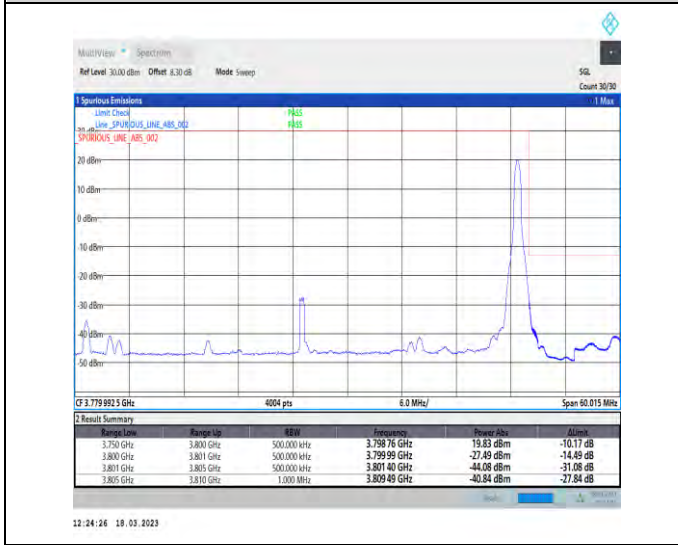 MultiView Spectrum
Ref Level 30.00 dBm Offset 8.30 dB Mode Sweep SGL
Count 30/30
1 Spurious Emissions 1 Max
Limit Check PASS
Line _SPURIOUS_LINE_ABS_002 PASS
30 dBm
_SPURIOUS_LINE_ABS_002
20 dBm
10 dBm
0 dBm
-10 dBm
-20 dBm
-30 dBm
-40 dBm
-50 dBm
CF 3.779 992 5 GHz 4004 pts 6.0 MHz/ Span 60.015 MHz
2 Result Summary
Range Low Range Up RBW Frequency Power Abs ΔLimit
3.750 GHz 3.800 GHz 500.000 kHz 3.798 76 GHz 19.83 dBm -10.17 dB
3.800 GHz 3.801 GHz 500.000 kHz 3.799 99 GHz -27.49 dBm -14.49 dB
3.801 GHz 3.805 GHz 500.000 kHz 3.801 40 GHz -44.08 dBm -31.08 dB
3.805 GHz 3.810 GHz 1.000 MHz 3.809 49 GHz -40.84 dBm -27.84 dB
12:24:26 18.03.2023